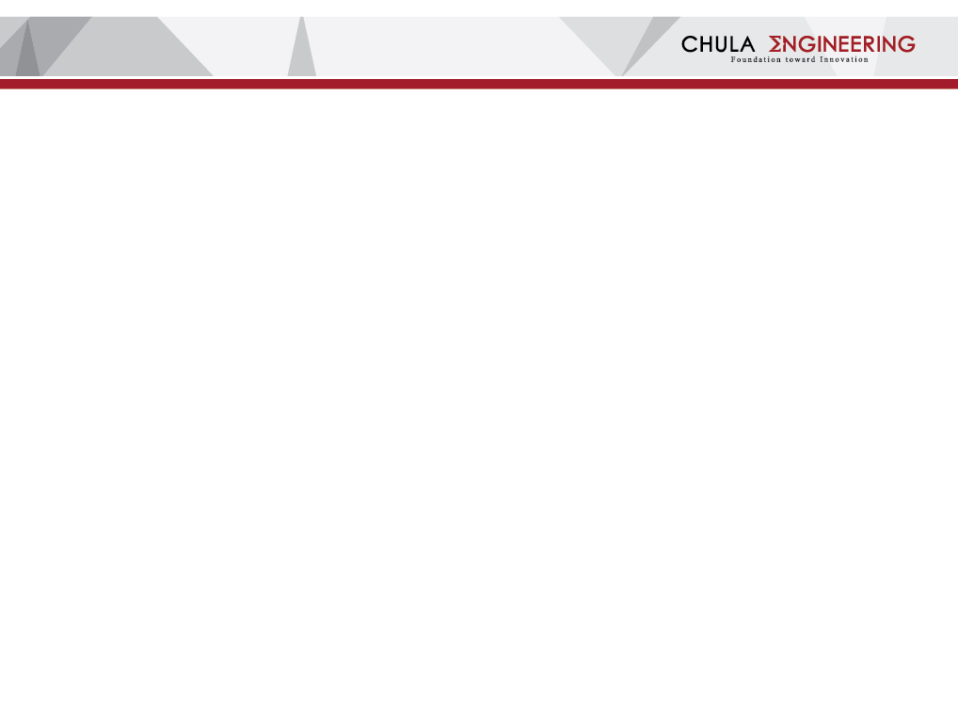 CHULA ΣNGINEERING
Foundation toward Innovation